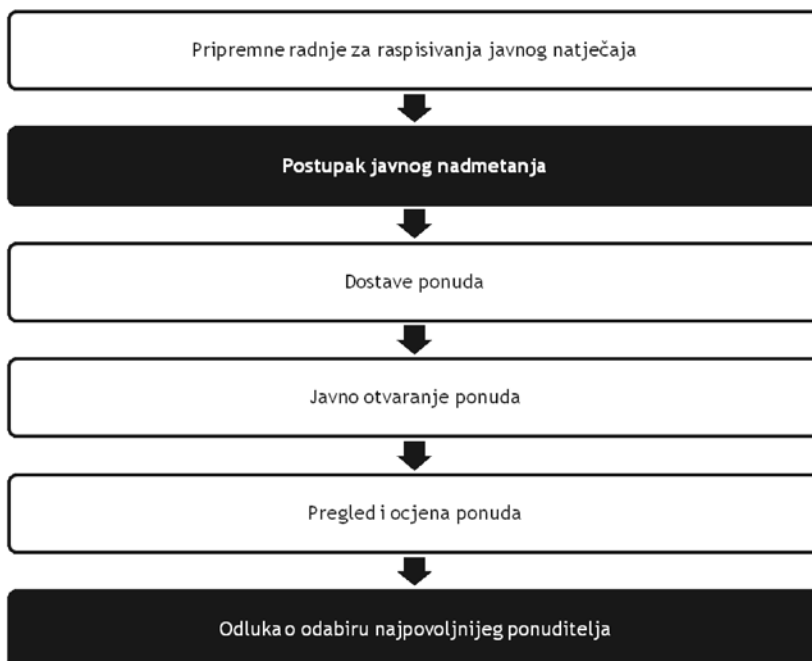 Pripremne radnje za raspisivanja javnog natječaja
Postupak javnog nadmetanja
Dostave ponuda
Javno otvaranje ponuda
Pregled i ocjena ponuda
Odluka o odabiru najpovoljnijeg ponuditelja